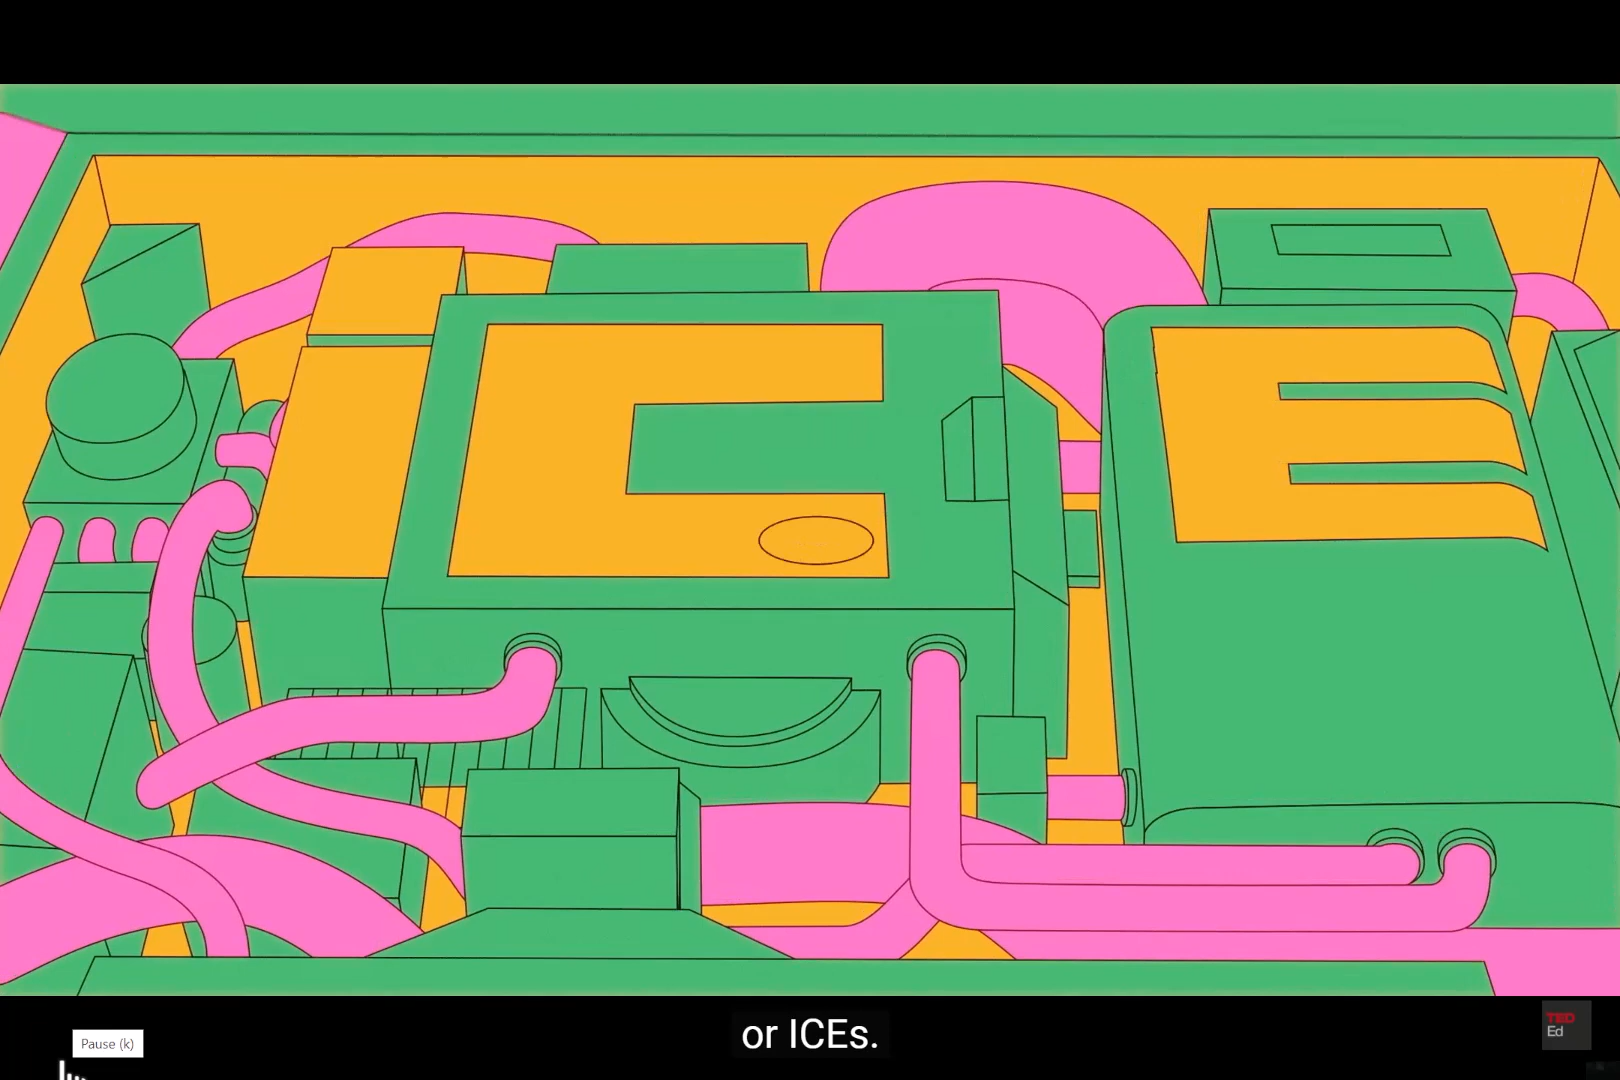 ICE
or ICEs.
TED
Ed
Pause (k)